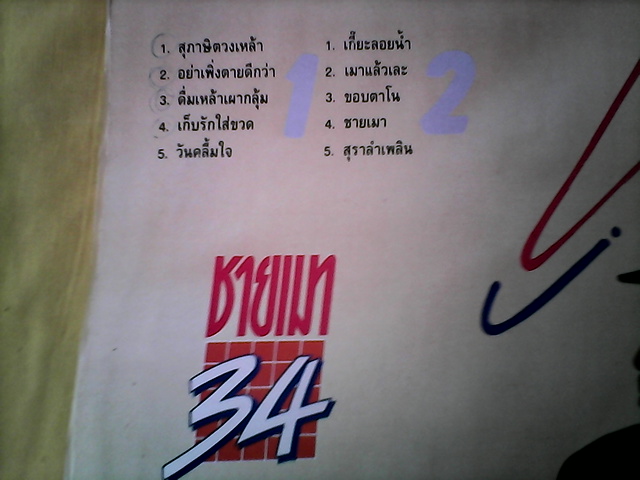 1. สุภาษิตวงเหล้า
2. อย่าเพิ่งตายดีกว่า
3. ดื่มเหล้าเผากลุ้ม
4. เก็บรักใส่ขวด
5. วันคลื้มใจ
1
1. เกี๊ยะลอยน้ำ
2. เมาแล้วเละ
3. ขอบตาโน
4. ชายเมา
5. สุราลำเพลิน
2
ชายแมท
34